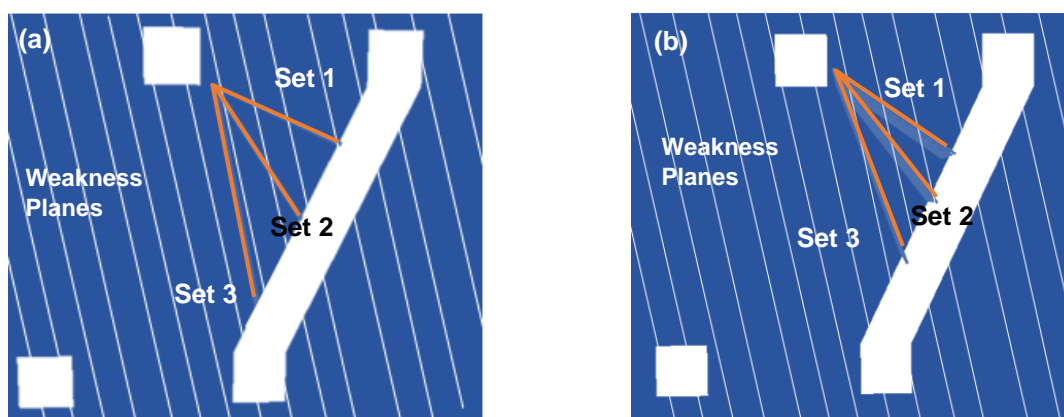 (a)
Set 1
Weakness
Planes
Set 2
Set 3
(b)
Set 1
Weakness
Planes
Set 2
Set 3